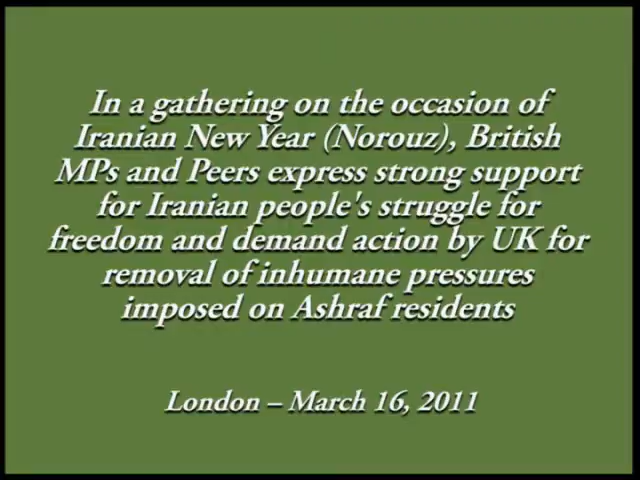 In a gathering on the occasion of
Iranian New Year (Norouz), British
MPs and Peers express strong support
for Iranian people's struggle for
freedom and demand action by UK for
removal of inhumane pressures
imposed on Ashraf residents
London – March 16, 2011